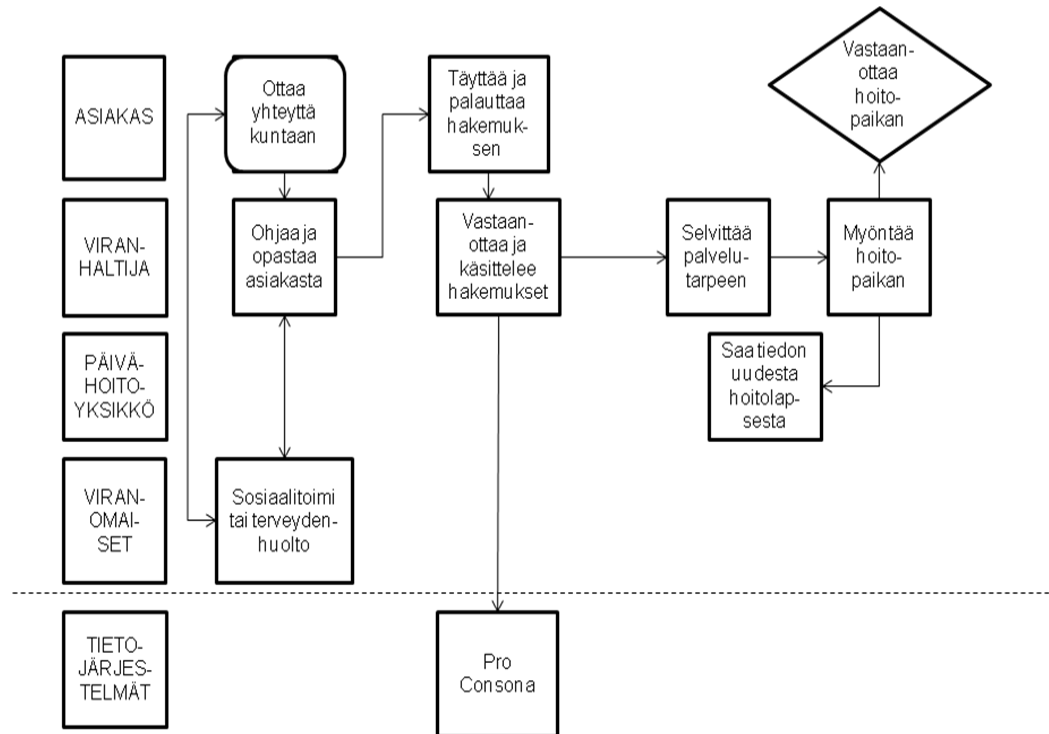 ASIAKAS
Ottaa
yhteyttä
kuntaan
Täyttää ja
palauttaa
hakemuk-
sen
Vastaan-
ottaa
hoito-
paikan
VIRAN-
HALTIJA
Ohjaa ja
opastaa
asiakasta
Vastaan-
ottaa ja
käsittelee
hakemukset
Selvittää
palvelu-
tarpeen
Myöntää
hoito-
paikan
PÄIVÄ-
HOITO-
YKSIKKÖ
Saa tiedon
uudesta
hoitolap-
sesta
VIRAN-
OMAI-
SET
Sosiaalitoimi
tai terveyden-
huolto
TIETO-
JÄRJES-
TELMÄT
Pro
Consona